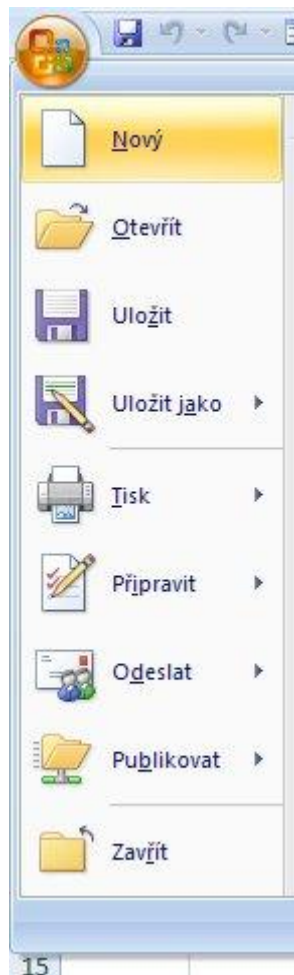 Nový
Otevřít
Uložit
Uložit jako
Tisk
Připravit
Odeslat
Publikovat
Zavřít
15